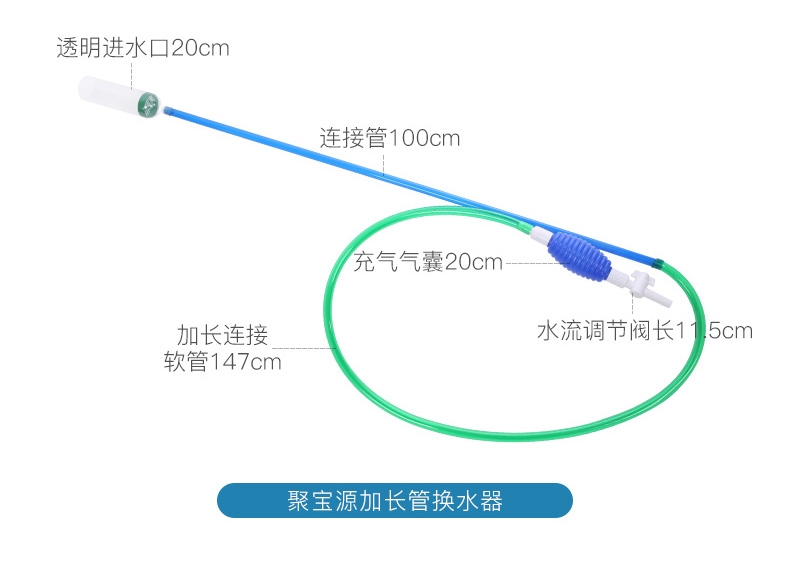 透明进水口20cm
连接管100cm
充气气囊20cm
水流调节阀长11.5cm
加长连接
软管147cm
聚宝源加长管换水器